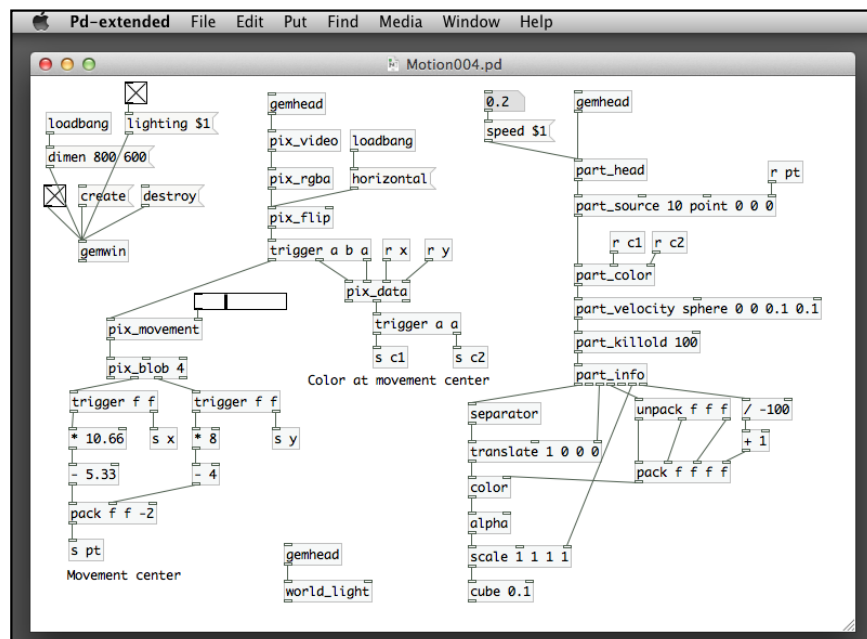 Pd-extended File Edit Put Find Media Window Help
Motion004.pd
loadbang
lighting $1
dimen 800 600
create
destroy
gemwin
gemhead
pix_video
loadbang
pix_rgba
horizontal
pix_flip
trigger a b a
r x
r y
pix_data
trigger a a
s c1
s c2
Color at movement center
pix_movement
pix_blob 4
trigger f f
trigger f f
* 10.66
s x
* 8
s y
- 5.33
- 4
pack f f -2
s pt
Movement center
gemhead
world_light
0.2
speed $1
gemhead
part_head
r pt
part_source 10 point 0 0 0
r c1
r c2
part_color
part_velocity sphere 0 0 0.1 0.1
part_killold 100
part_info
separator
unpack f f f
/ -100
translate 1 0 0 0
+ 1
pack f f f f
color
alpha
scale 1 1 1 1
cube 0.1